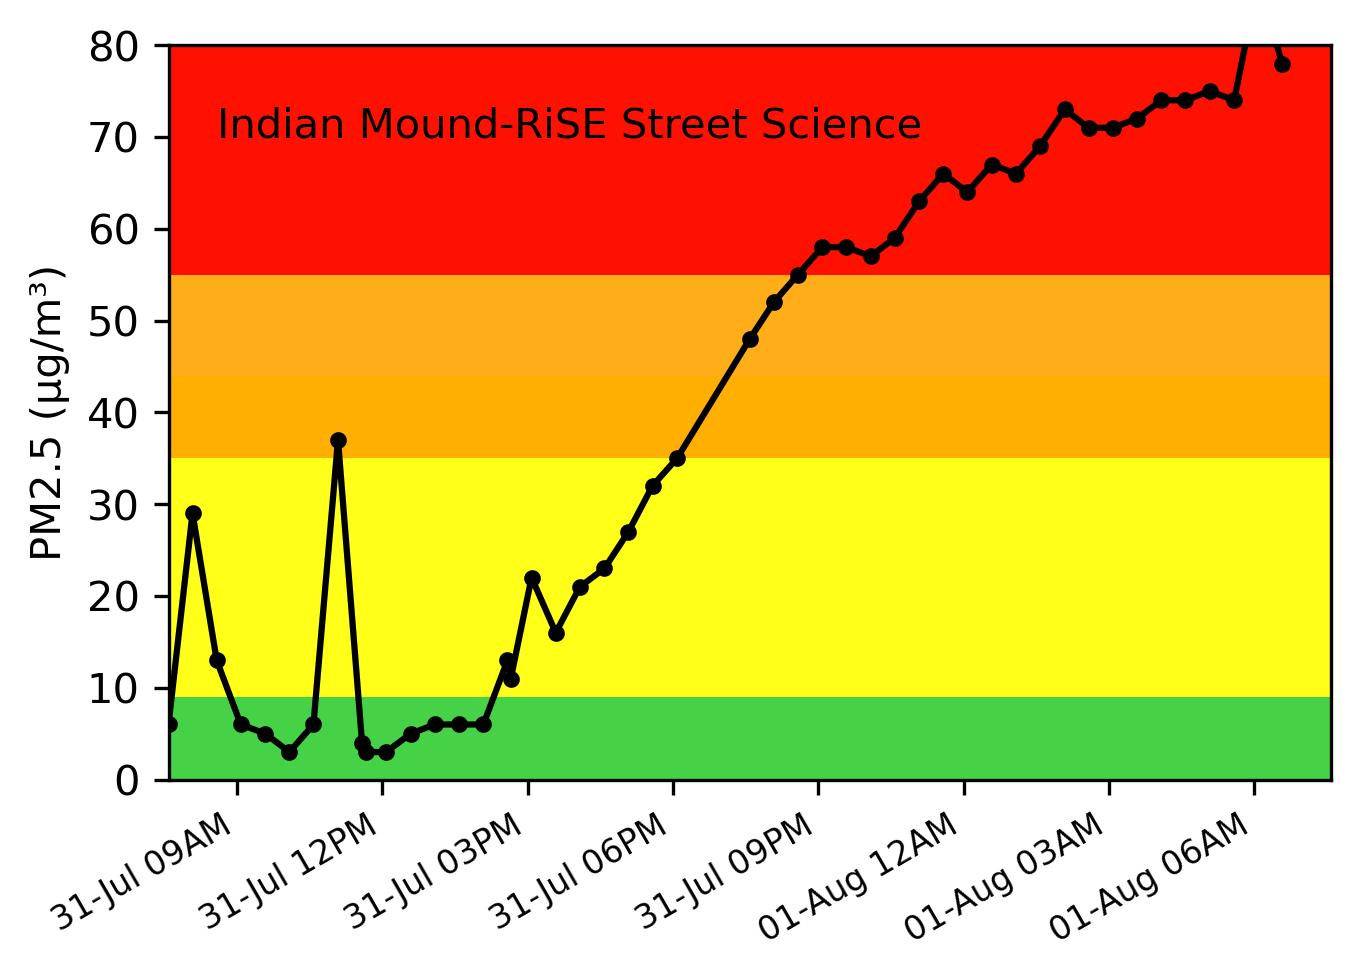 80
Indian Mound-RiSE Street Science
70
60
50
40
30
20
10
0
PM2.5 (µg/m³)
31-Jul 09AM
31-Jul 12PM
31-Jul 03PM
31-Jul 06PM
31-Jul 09PM
01-Aug 12AM
01-Aug 03AM
01-Aug 06AM